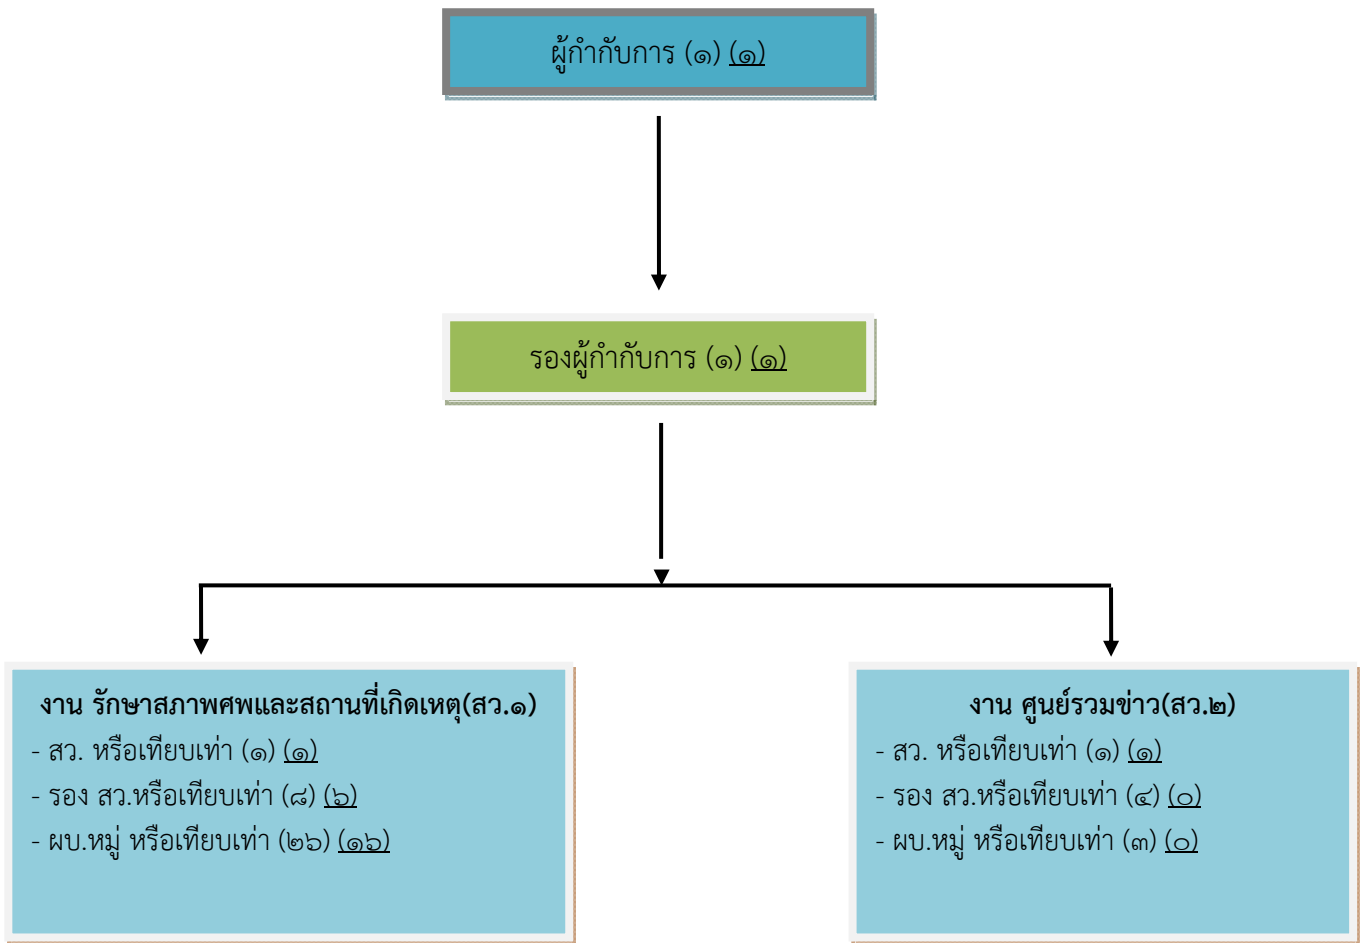 ผู้กำกับการ (๑) (๑)
รองผู้กำกับการ (๑) (๑)
งาน รักษาสภาพศพและสถานที่เกิดเหตุ(สว.๑)
- สว. หรือเทียบเท่า (๑) (๑)
- รอง สว.หรือเทียบเท่า (๘) (๖)
- ผบ.หมู่ หรือเทียบเท่า (๒๖) (๑๖)
งาน ศูนย์รวมข่าว(สว.๒)
- สว. หรือเทียบเท่า (๑) (๑)
- รอง สว.หรือเทียบเท่า (๔) (๐)
- ผบ.หมู่ หรือเทียบเท่า (๓) (๐)